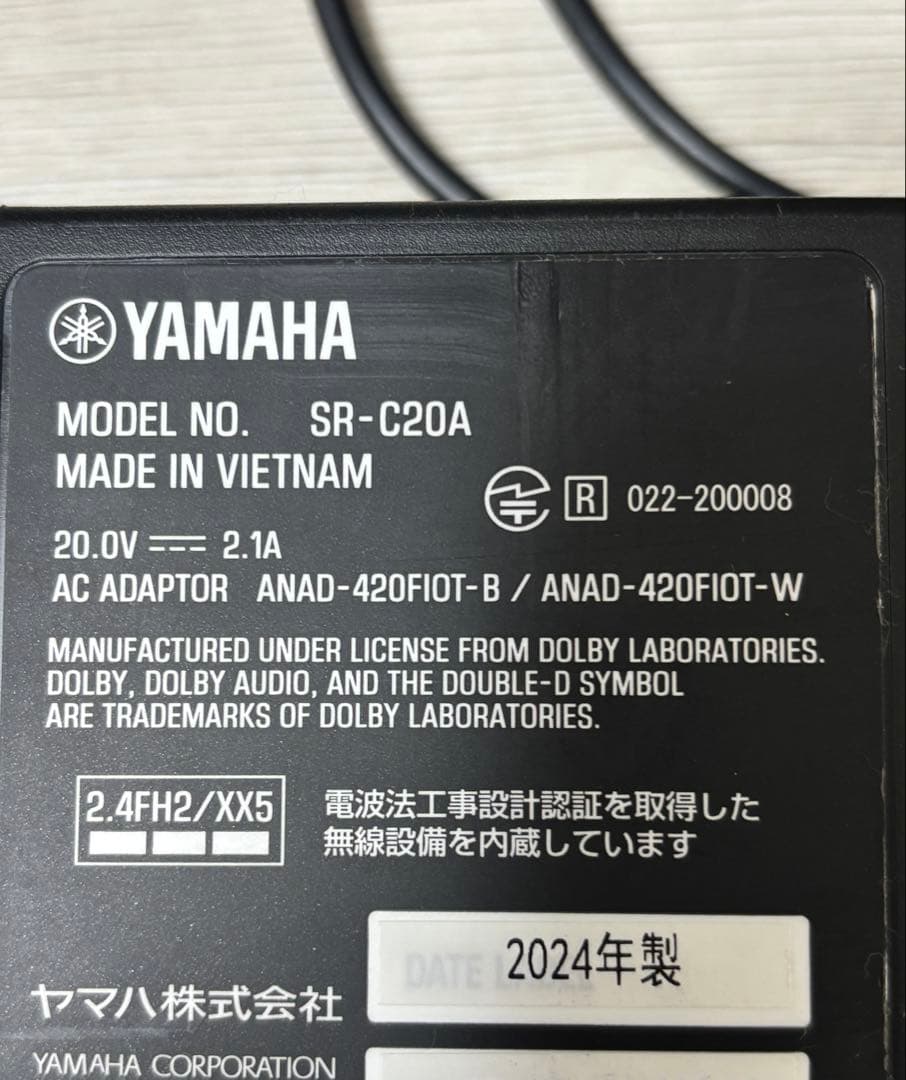 YAMAHA
MODEL NO. SR-C20A
MADE IN VIETNAM
R 022-200008
20.0V 2.1A
AC ADAPTOR ANAD-420FIOT-B / ANAD-420FIOT-W
MANUFACTURED UNDER LICENSE FROM DOLBY LABORATORIES.
DOLBY, DOLBY AUDIO, AND THE DOUBLE-D SYMBOL
ARE TRADEMARKS OF DOLBY LABORATORIES.
2.4FH2/XX5
電波法工事設計認証を取得した
無線設備を内蔵しています
2024年製
ヤマハ株式会社
YAMAHA CORPORATION